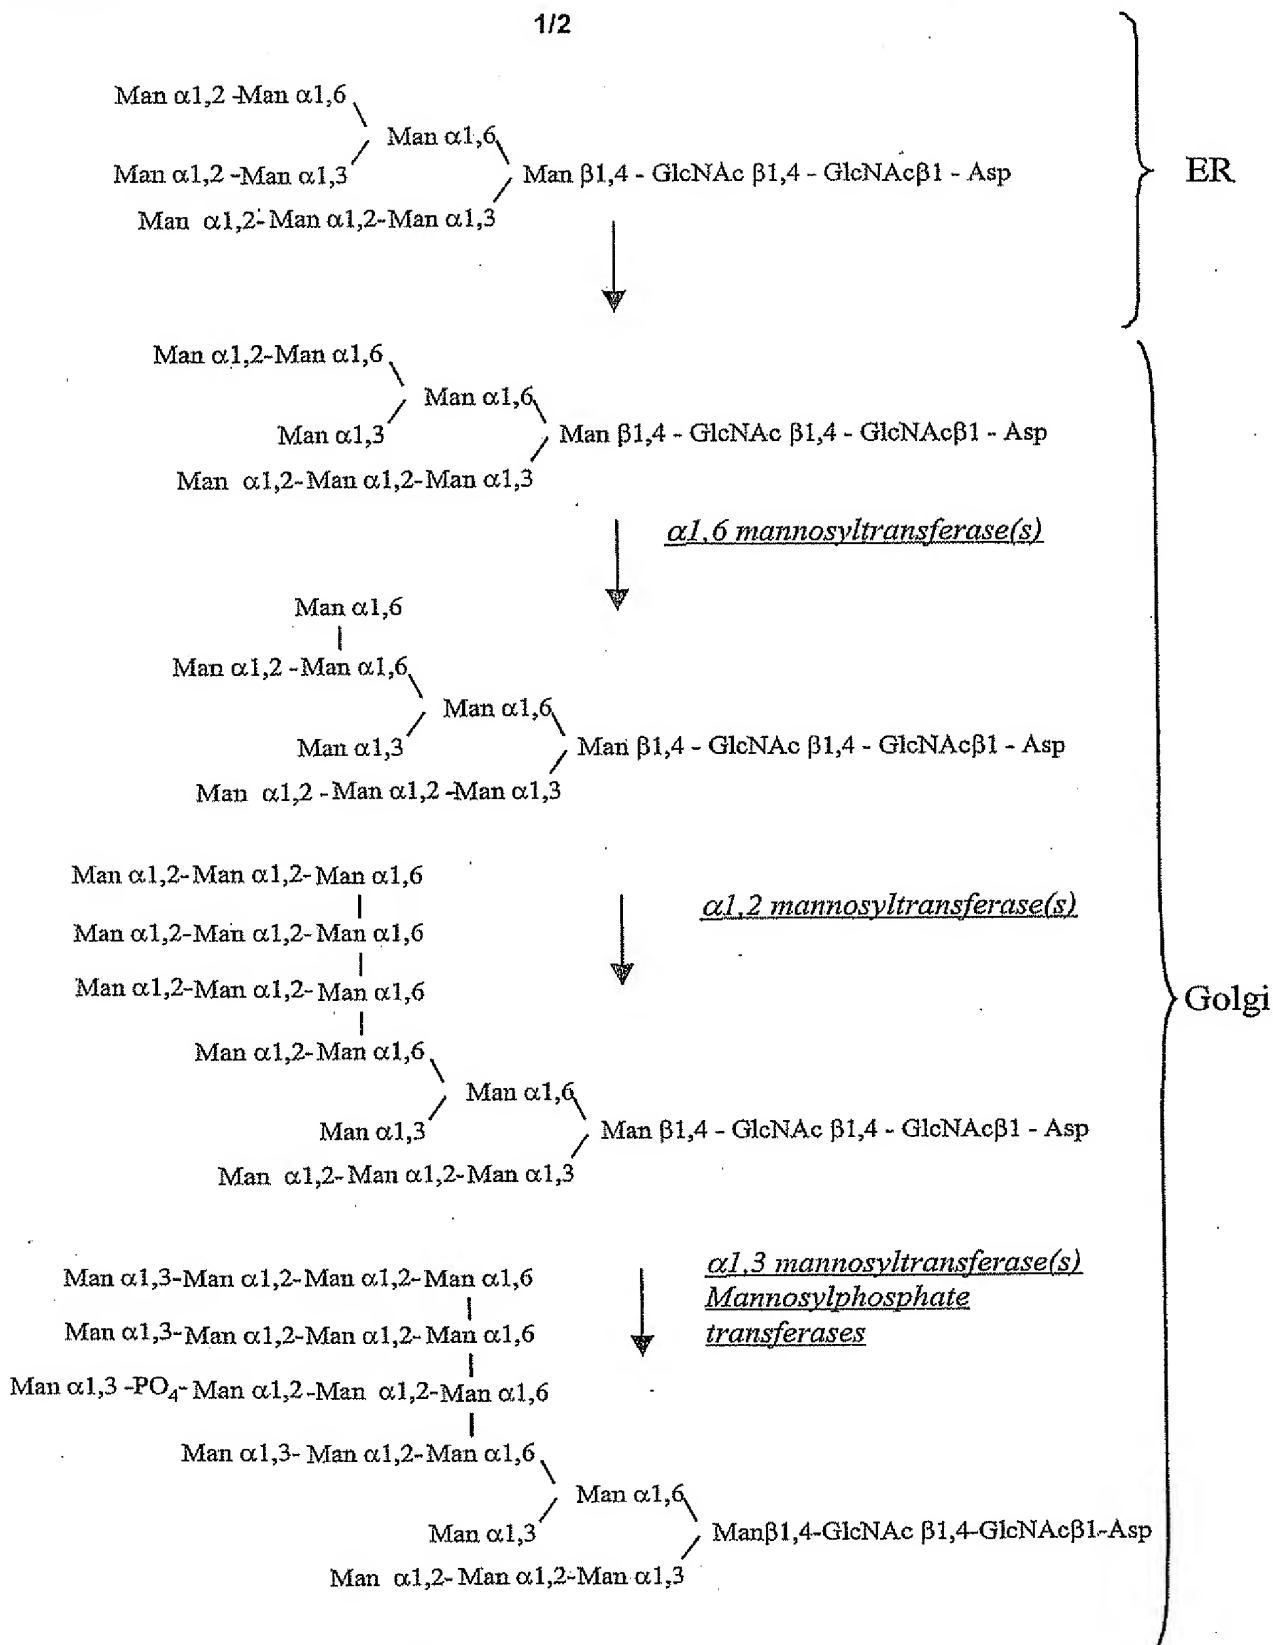 1/2
Man α1,2 -Man α1,6
Man α1,6
Man α1,2 -Man α1,3
Man β1,4 - GlcNAc β1,4 - GlcNAcβ1 - Asp
Man α1,2- Man α1,2-Man α1,3
ER
Man α1,2-Man α1,6
Man α1,6
Man α1,3
Man β1,4 - GlcNAc β1,4 - GlcNAcβ1 - Asp
Man α1,2-Man α1,2-Man α1,3
α1,6 mannosyltransferase(s)
Man α1,6
Man α1,2 -Man α1,6
Man α1,6
Man α1,3
Man β1,4 - GlcNAc β1,4 - GlcNAcβ1 - Asp
Man α1,2 -Man α1,2 -Man α1,3
Man α1,2-Man α1,2-Man α1,6
α1,2 mannosyltransferase(s)
Man α1,2-Man α1,2-Man α1,6
Man α1,2-Man α1,2-Man α1,6
Golgi
Man α1,2-Man α1,6
Man α1,6
Man α1,3
Man β1,4 - GlcNAc β1,4 - GlcNAcβ1 - Asp
Man α1,2-Man α1,2-Man α1,3
α1,3 mannosyltransferase(s)
Mannosylphosphate
transferases
Man α1,3-Man α1,2-Man α1,2-Man α1,6
Man α1,3-Man α1,2-Man α1,2-Man α1,6
Man α1,3 -PO4- Man α1,2 -Man α1,2-Man α1,6
Man α1,3- Man α1,2-Man α1,6
Man α1,6
Man α1,3
Manβ1,4-GlcNAc β1,4-GlcNAcβ1-Asp
Man α1,2- Man α1,2-Man α1,3